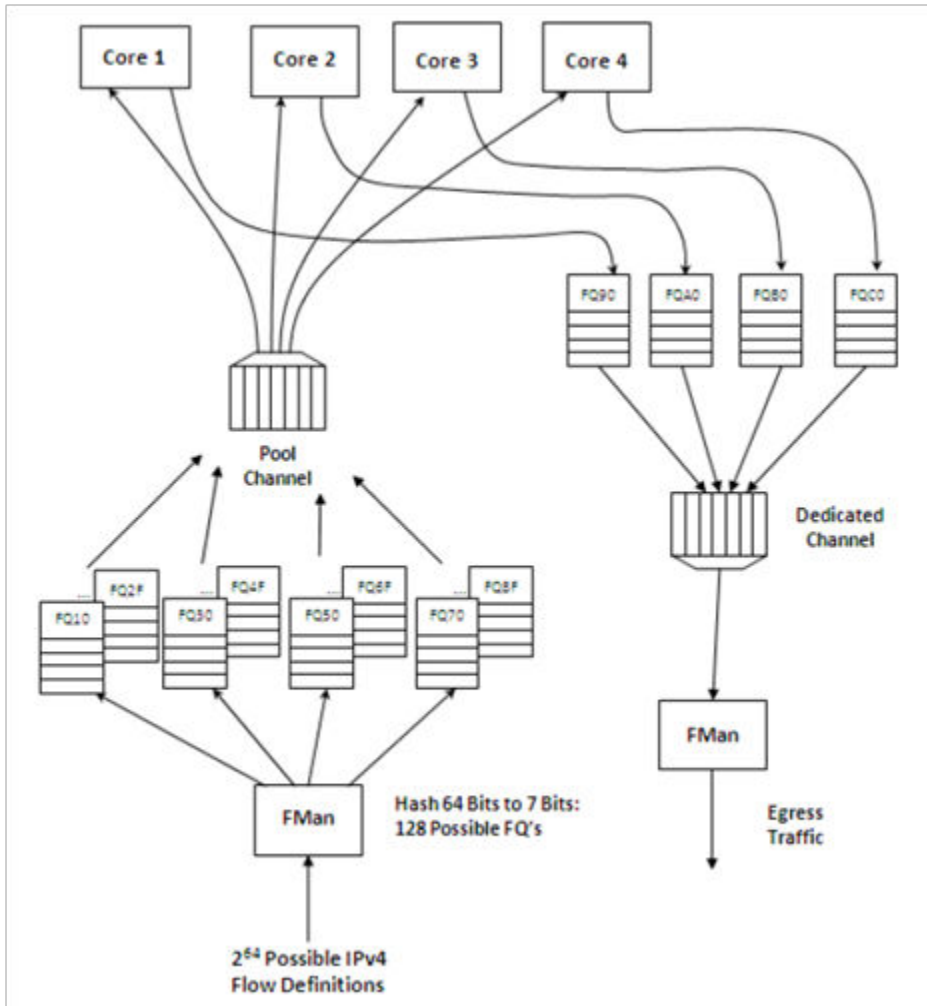 Core 1
Core 2
Core 3
Core 4
FQ90
FQA0
FQB0
FQC0
Pool
Channel
Dedicated
Channel
...
FQ2F
...
FQ4F
...
FQ6F
...
FQ8F
FQ10
FQ30
FQ50
FQ70
FMan
FMan
Hash 64 Bits to 7 Bits:
128 Possible FQ's
Egress
Traffic
2⁶⁴ Possible IPv4
Flow Definitions